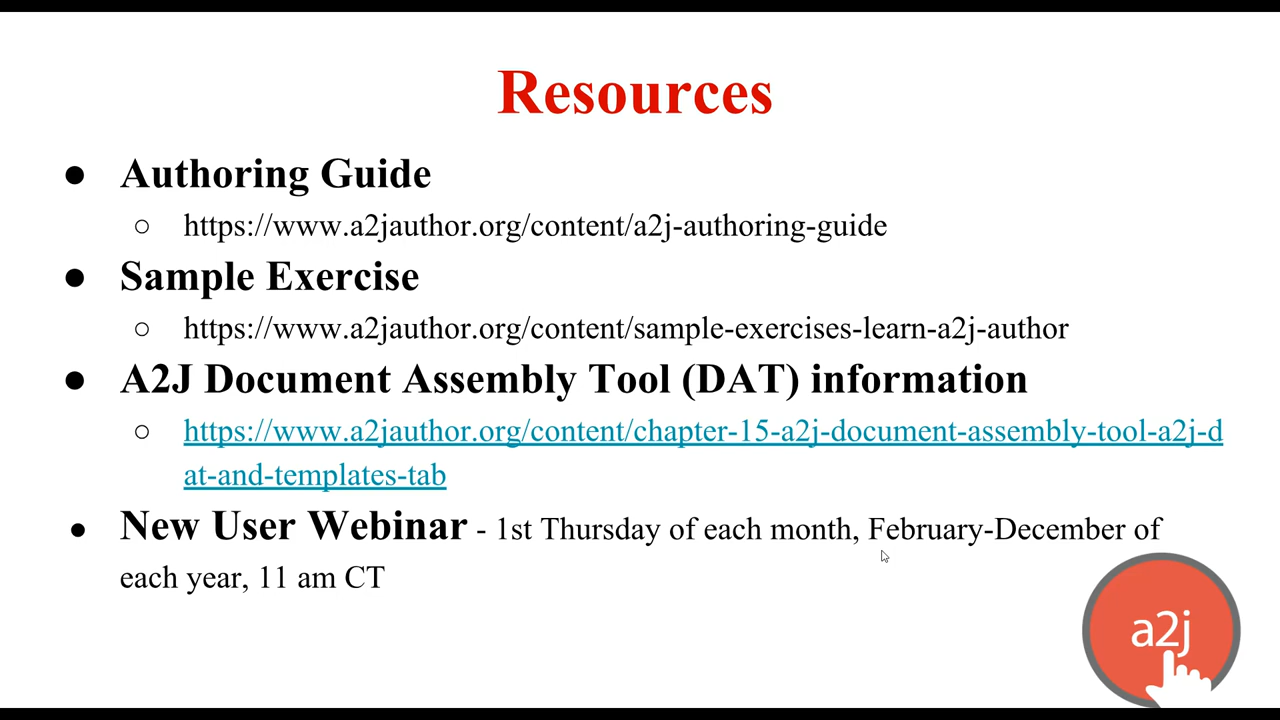 Resources
● Authoring Guide
○ https://www.a2jauthor.org/content/a2j-authoring-guide
● Sample Exercise
○ https://www.a2jauthor.org/content/sample-exercises-learn-a2j-author
● A2J Document Assembly Tool (DAT) information
○ https://www.a2jauthor.org/content/chapter-15-a2j-document-assembly-tool-a2j-d
at-and-templates-tab
● New User Webinar - 1st Thursday of each month, February-December of
each year, 11 am CT
a2j